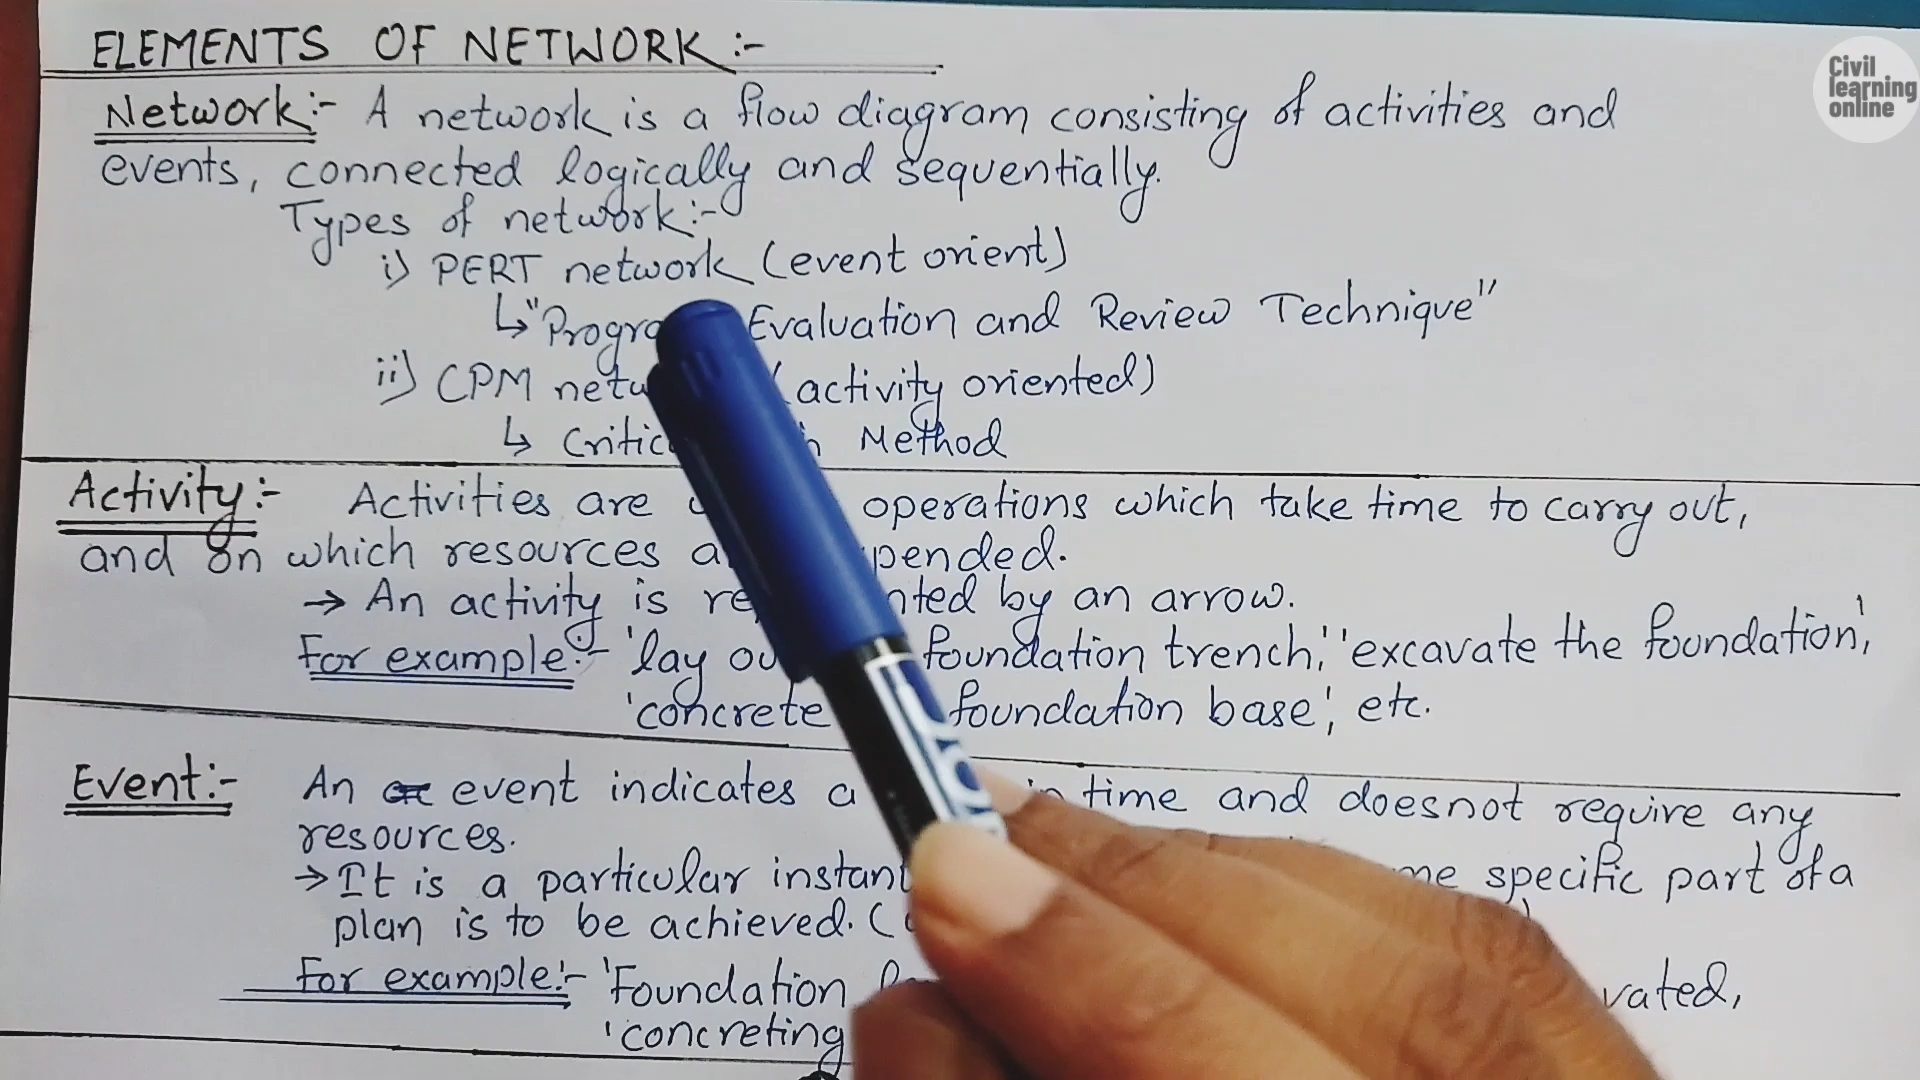 ELEMENTS OF NETWORK:-
Network:- A network is a flow diagram consisting of activities and
events, connected logically and sequentially.
Types of network:-
i) PERT network (event orient)
↳ "Progra Evaluation and Review Technique"
ii) CPM netw (activity oriented)
↳ Critic Method
Activity:- Activities are operations which take time to carry out,
and on which resources a pended.
→ An activity is re nted by an arrow.
For example:- 'lay ou foundation trench,' 'excavate the foundation,'
'concrete foundation base', etc.
Event:- An event indicates a in time and doesnot require any
resources.
→ It is a particular instant me specific part of a
plan is to be achieved. (
For example:- 'Foundation vated,
'concreting
Civil
learning
online